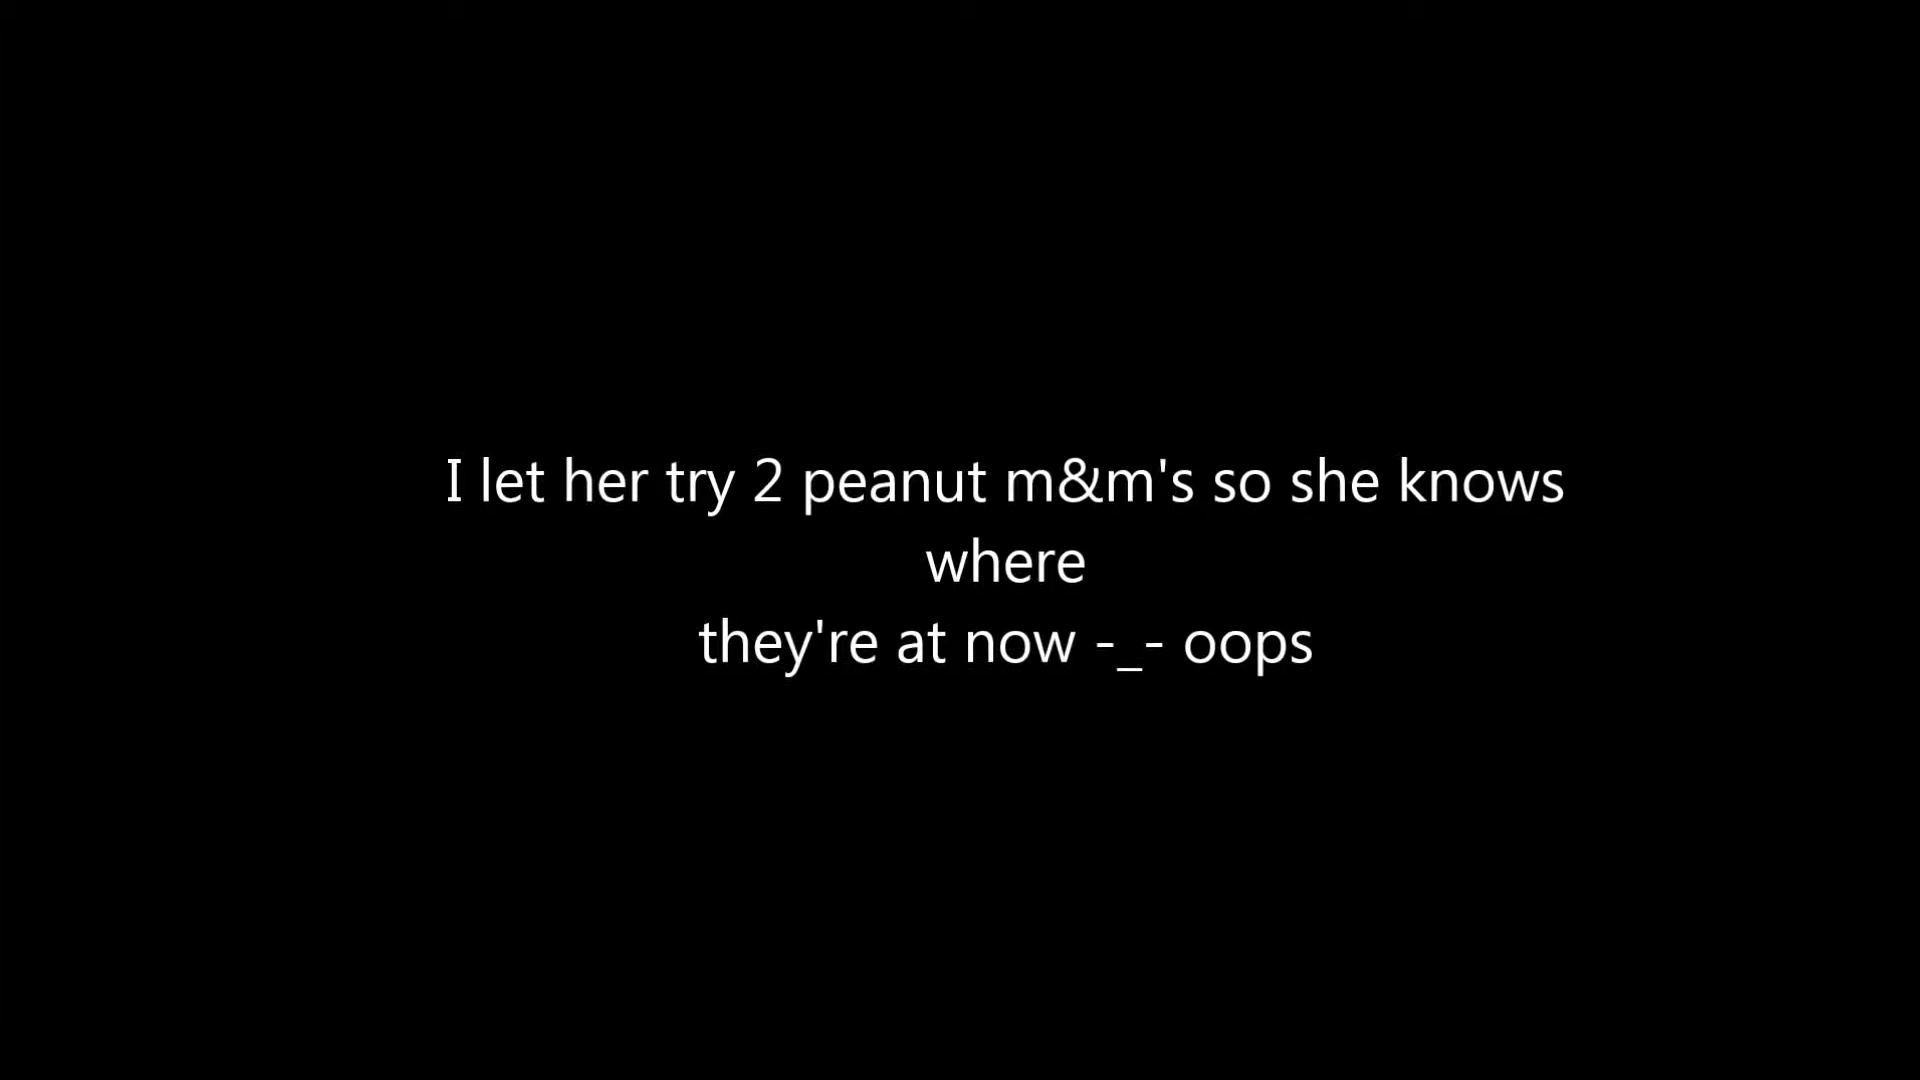 I let her try 2 peanut m&m's so she knows
where
they're at now -_- oops